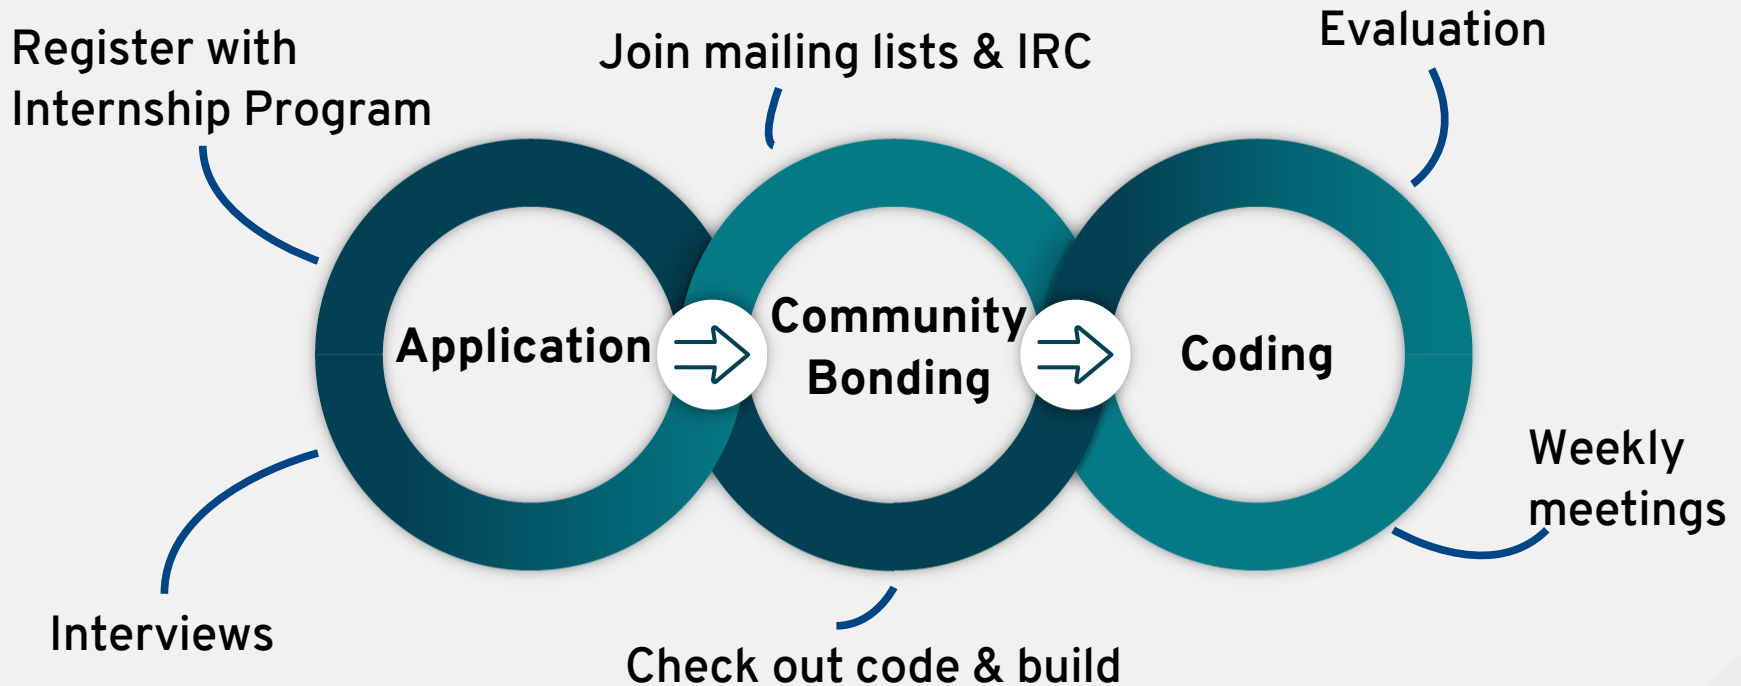 Register with
Internship Program
Join mailing lists & IRC
Evaluation
Application
Community
Bonding
Coding
Weekly
meetings
Interviews
Check out code & build